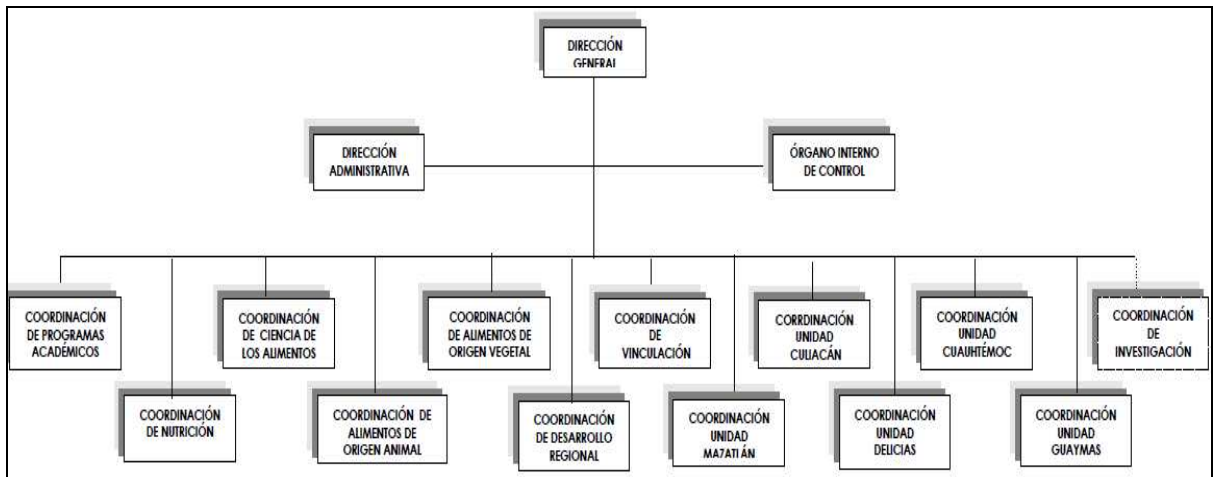 DIRECCIÓN
GENERAL
DIRECCIÓN
ADMINISTRATIVA
ÓRGANO INTERNO
DE CONTROL
COORDINACIÓN
DE PROGRAMAS
ACADÉMICOS
COORDINACIÓN
DE CIENCIA DE
LOS ALIMENTOS
COORDINACIÓN
DE ALIMENTOS DE
ORIGEN VEGETAL
COORDINACIÓN
DE
VINCULACIÓN
CORRDINACIÓN
UNIDAD
CULIACÁN
COORDINACIÓN
UNIDAD
CUAUHTÉMOC
COORDINACIÓN
DE
INVESTIGACIÓN
COORDINACIÓN
DE NUTRICIÓN
COORDINACIÓN DE
ALIMENTOS DE
ORIGEN ANIMAL
COORDINACIÓN
DE DESARROLLO
REGIONAL
COORDINACIÓN
UNIDAD
MAZATLÁN
COORDINACIÓN
UNIDAD
DELICIAS
COORDINACIÓN
UNIDAD
GUAYMAS